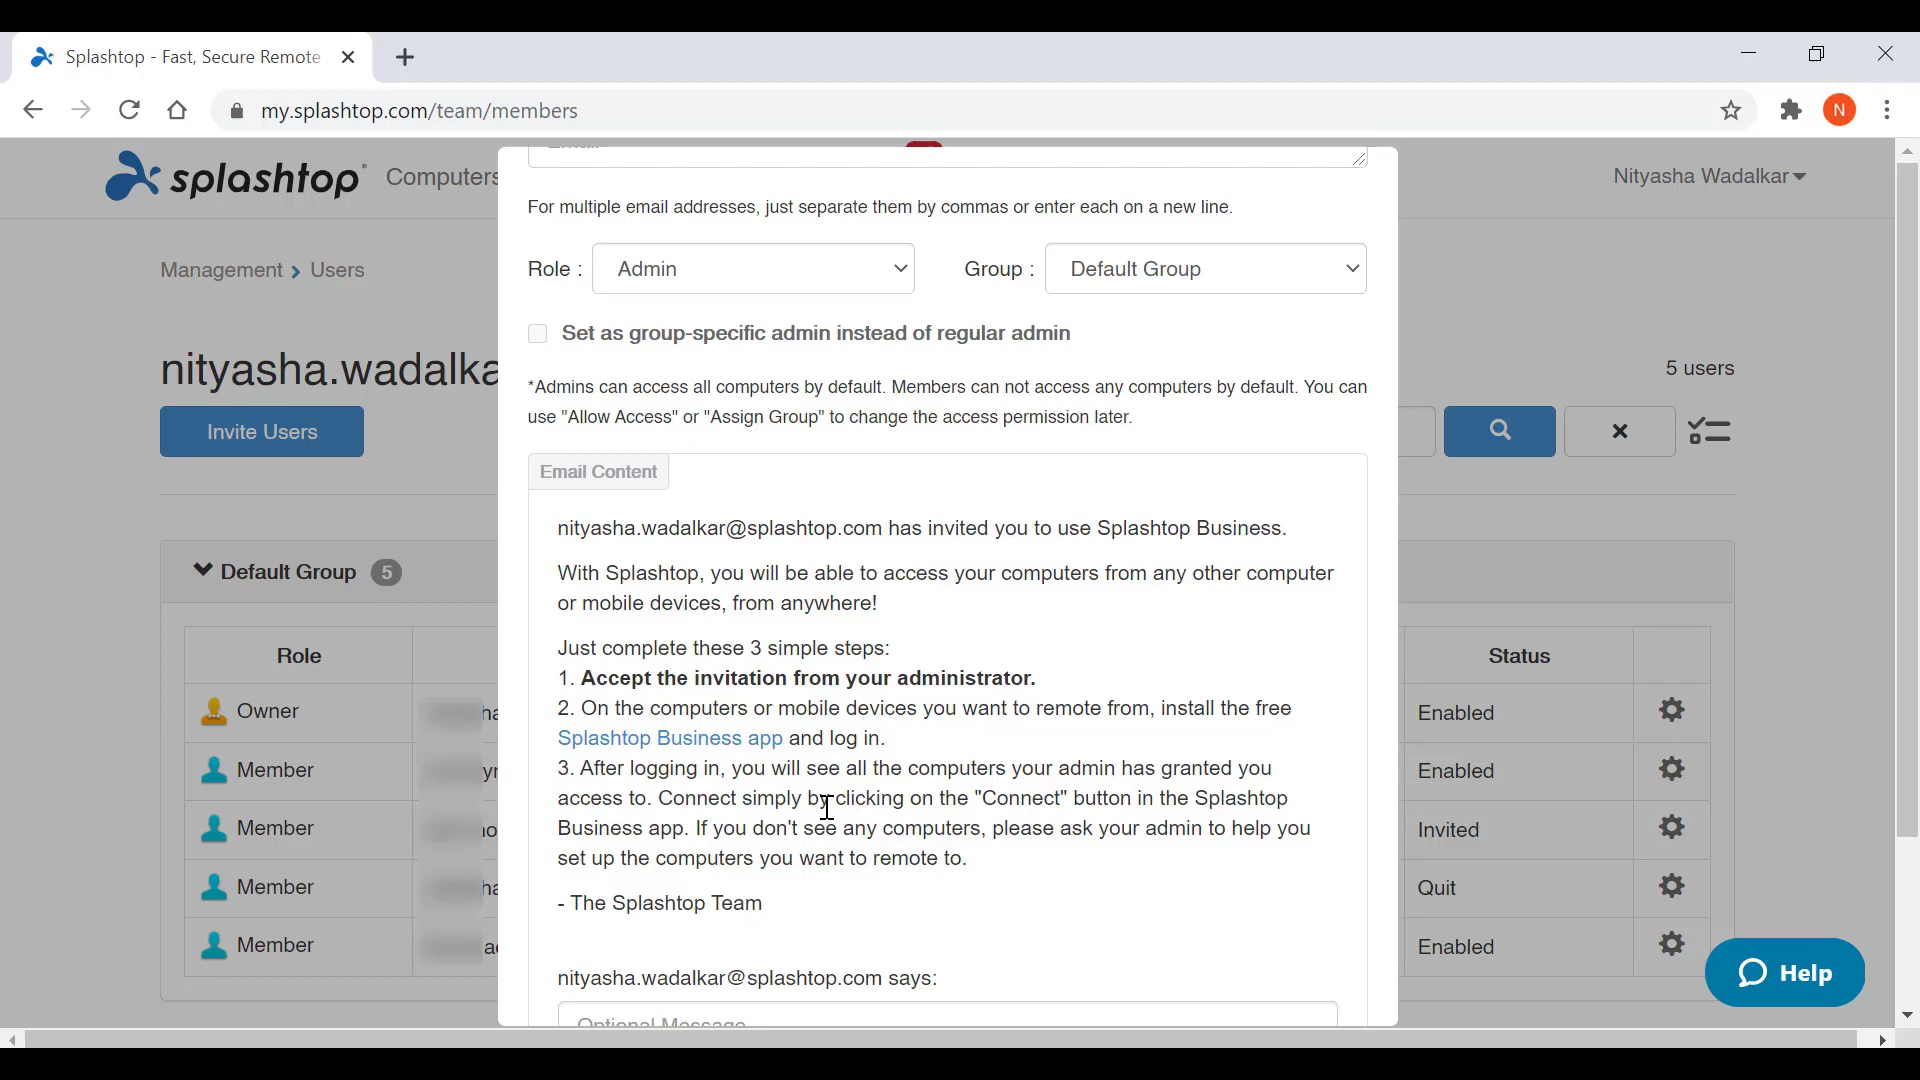 Splashtop - Fast, Secure Remote
my.splashtop.com/team/members
N
splashtop
Computers
Nityasha Wadalkar
For multiple email addresses, just separate them by commas or enter each on a new line.
Management > Users
Role :
Admin
Group :
Default Group
Set as group-specific admin instead of regular admin
nityasha.wadalka
5 users
*Admins can access all computers by default. Members can not access any computers by default. You can
use "Allow Access" or "Assign Group" to change the access permission later.
Invite Users
Email Content
nityasha.wadalkar@splashtop.com has invited you to use Splashtop Business.
With Splashtop, you will be able to access your computers from any other computer
or mobile devices, from anywhere!
Just complete these 3 simple steps:
1. Accept the invitation from your administrator.
2. On the computers or mobile devices you want to remote from, install the free
Splashtop Business app and log in.
3. After logging in, you will see all the computers your admin has granted you
access to. Connect simply by clicking on the "Connect" button in the Splashtop
Business app. If you don't see any computers, please ask your admin to help you
set up the computers you want to remote to.
- The Splashtop Team
nityasha.wadalkar@splashtop.com says:
Optional Message
Default Group 5
Role
Status
Owner
Enabled
Member
Enabled
Member
Invited
Member
Quit
Member
Enabled
Help